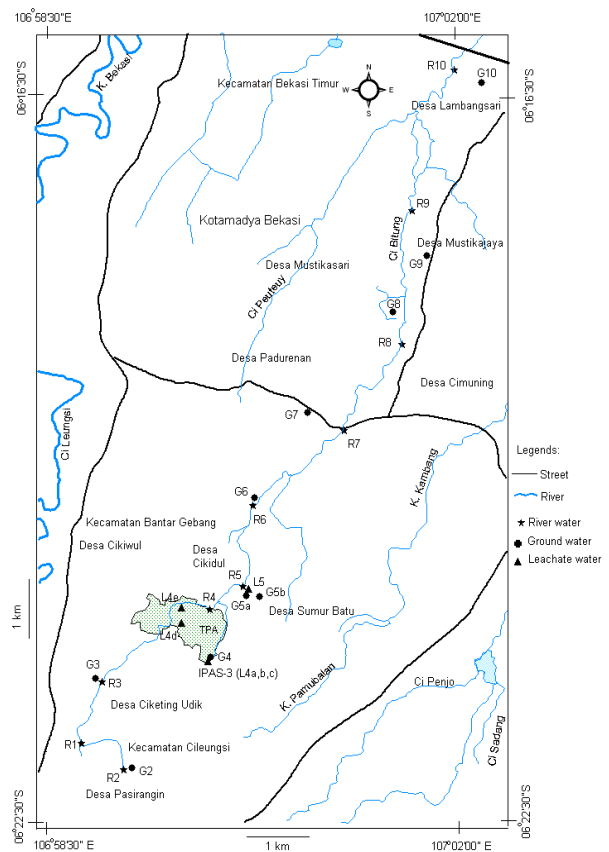 106°58'30" E
107°02'00" E
06°16'30"S
06°16'30"S
K. Bekasi
Kecamatan Bekasi Timur
N
W
E
S
R10
G10
Desa Lambangsari
Kotamadya Bekasi
R9
Ci Bitung
Desa Mustikajaya
G9
Desa Mustikasari
Ci Peuteuy
G8
R8
Desa Padurenan
Desa Cimuning
Ci Leungsi
G7
R7
Legends:
Street
River
River water
Ground water
Leachate water
K. Kambang
G6
R6
Kecamatan Bantar Gebang
Desa Cikiwul
Desa
Cikidul
R5
L5
G5a
G5b
Desa Sumur Batu
L4e
R4
TPA
L4d
G4
IPAS-3 (L4a,b,c)
1 km
G3
R3
Desa Ciketing Udik
K. Pamubalan
Ci Penjo
Ci Sadang
R1
Kecamatan Cileungsi
R2
G2
Desa Pasirangin
06°22'30"S
06°22'30"S
106°58'30" E
107°02'00" E
1 km